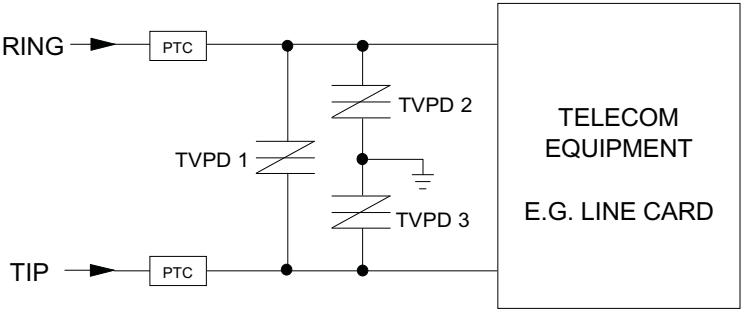 RING
PTC
TVPD 2
TVPD 1
TVPD 3
TIP
PTC
TELECOM
EQUIPMENT
E.G. LINE CARD